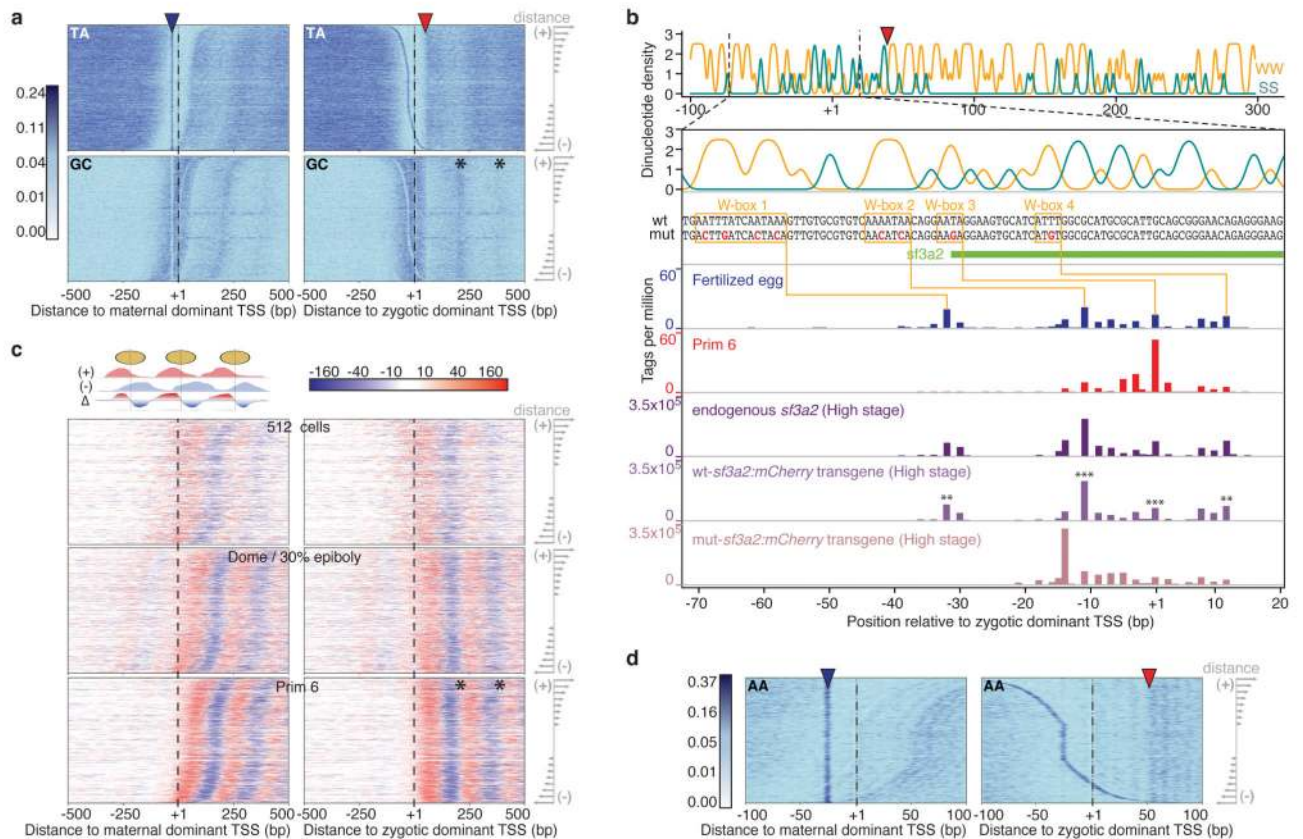 a
distance
TA
TA
(+)
0.24
0.11
0.04
0.01
0.00
(-)
GC
GC
* *
(+)
(-)
-500 -250 +1 250 500
-500 -250 +1 250 500
Distance to maternal dominant TSS (bp)
Distance to zygotic dominant TSS (bp)
b
Dinucleotide density
3
2
1
0
WW
SS
-100 +1 100 200 300
Dinucleotide density
3
2
1
0
W-box 1 W-box 2 W-box 3 W-box 4
wt TGAATTTATCAATAAAGTTGTGCGTGTCAAAATAACAGGAATAGGAAGTGCATCATTTGGCGCATGCGCATTGCAGCGGGAACAGAGGGAAG
mut TGACTTGATCACTACAGTTGTGCGTGTCAACATCACAGGAAGAGGAAGTGCATCATGTGGCGCATGCGCATTGCAGCGGGAACAGAGGGAAG
sf3a2
Tags per million
60
Fertilized egg
0
60
Prim 6
0
3.5x10⁵
endogenous sf3a2 (High stage)
0
3.5x10⁵
wt-sf3a2:mCherry transgene (High stage)
** *** *** **
0
3.5x10⁵
mut-sf3a2:mCherry transgene (High stage)
0
-70 -60 -50 -40 -30 -20 -10 +1 10 20
Position relative to zygotic dominant TSS (bp)
c
(+)
(-)
Δ
-160 -40 -10 10 40 160
distance
512 cells
(+)
(-)
Dome / 30% epiboly
(+)
(-)
Prim 6
* *
(+)
(-)
-500 -250 +1 250 500
-500 -250 +1 250 500
Distance to maternal dominant TSS (bp)
Distance to zygotic dominant TSS (bp)
d
distance
0.37
0.16
0.05
0.01
0.00
AA
AA
(+)
(-)
-100 -50 +1 50 100
-100 -50 +1 50 100
Distance to maternal dominant TSS (bp)
Distance to zygotic dominant TSS (bp)